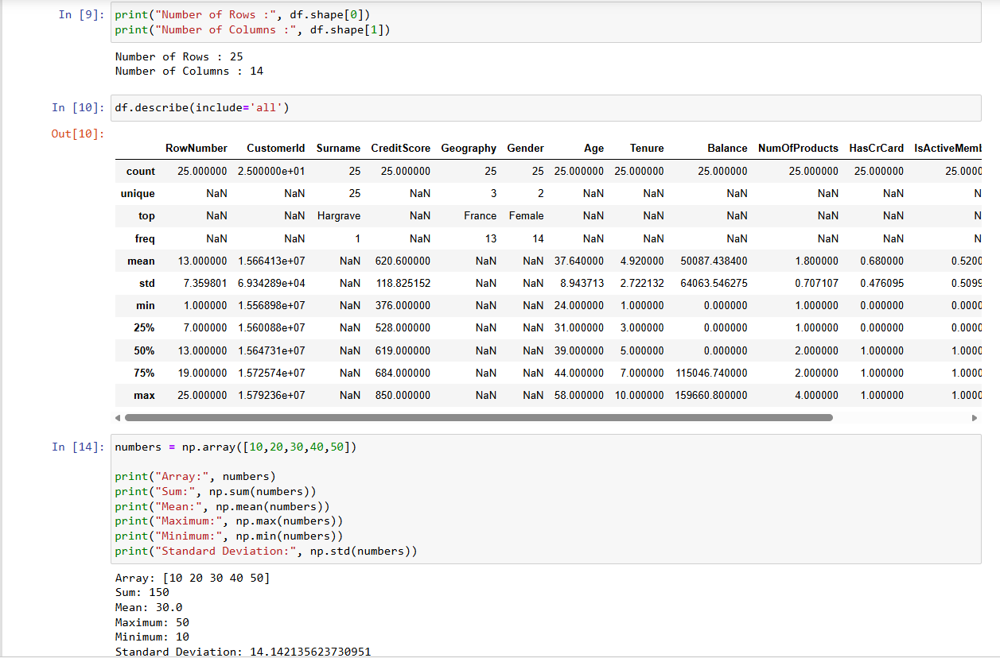 In [9]: print("Number of Rows :", df.shape[0])
print("Number of Columns :", df.shape[1])
Number of Rows : 25
Number of Columns : 14
In [10]: df.describe(include='all')
Out[10]:
RowNumber CustomerId Surname CreditScore Geography Gender Age Tenure Balance NumOfProducts HasCrCard IsActiveMemb
count 25.000000 2.500000e+01 25 25.000000 25 25 25.000000 25.000000 25.000000 25.000000 25.000000 25.0000
unique NaN NaN 25 NaN 3 2 NaN NaN NaN NaN NaN N
top NaN NaN Hargrave NaN France Female NaN NaN NaN NaN NaN N
freq NaN NaN 1 NaN 13 14 NaN NaN NaN NaN NaN N
mean 13.000000 1.566413e+07 NaN 620.600000 NaN NaN 37.640000 4.920000 50087.438400 1.800000 0.680000 0.5200
std 7.359801 6.934289e+04 NaN 118.825152 NaN NaN 8.943713 2.722132 64063.546275 0.707107 0.476095 0.5099
min 1.000000 1.556898e+07 NaN 376.000000 NaN NaN 24.000000 1.000000 0.000000 1.000000 0.000000 0.0000
25% 7.000000 1.560088e+07 NaN 528.000000 NaN NaN 31.000000 3.000000 0.000000 1.000000 0.000000 0.0000
50% 13.000000 1.564731e+07 NaN 619.000000 NaN NaN 39.000000 5.000000 0.000000 2.000000 1.000000 1.0000
75% 19.000000 1.572574e+07 NaN 684.000000 NaN NaN 44.000000 7.000000 115046.740000 2.000000 1.000000 1.0000
max 25.000000 1.579236e+07 NaN 850.000000 NaN NaN 58.000000 10.000000 159660.800000 4.000000 1.000000 1.0000
In [14]: numbers = np.array([10,20,30,40,50])
print("Array:", numbers)
print("Sum:", np.sum(numbers))
print("Mean:", np.mean(numbers))
print("Maximum:", np.max(numbers))
print("Minimum:", np.min(numbers))
print("Standard Deviation:", np.std(numbers))
Array: [10 20 30 40 50]
Sum: 150
Mean: 30.0
Maximum: 50
Minimum: 10
Standard Deviation: 14.142135623730951